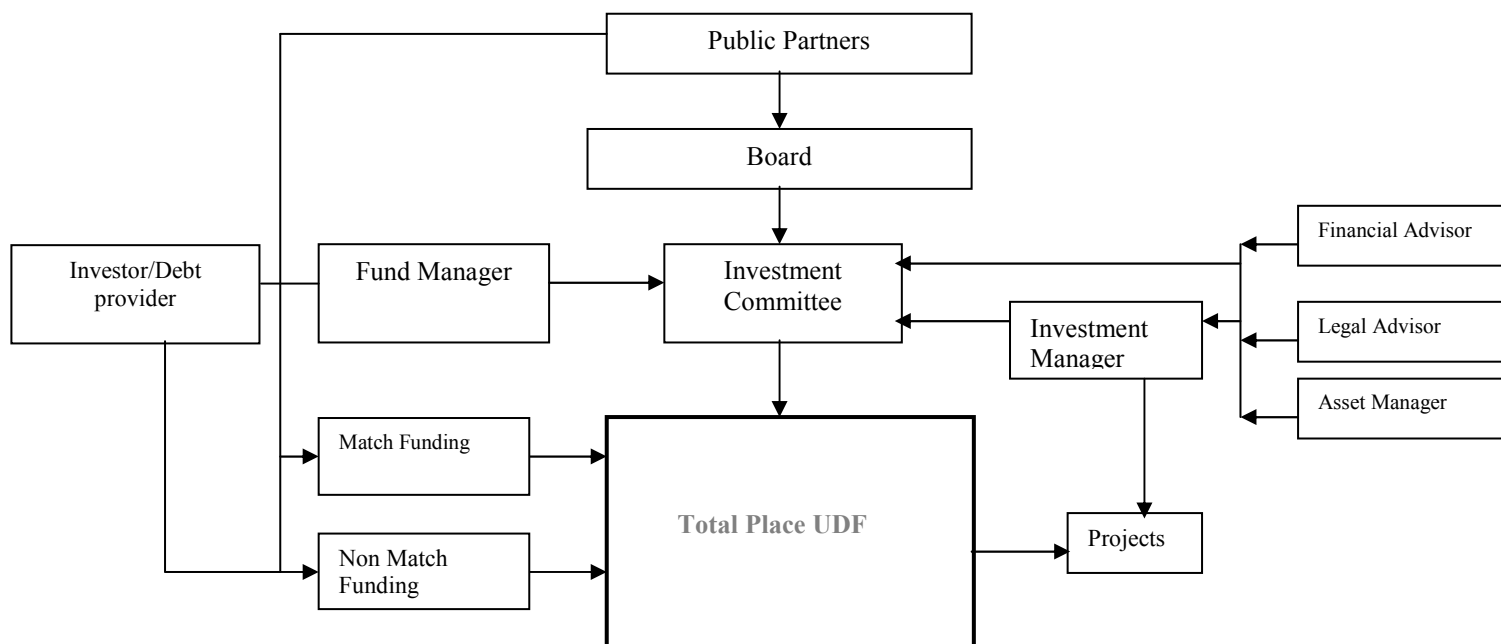 Public Partners
Board
Financial Advisor
Investor/Debt
provider
Fund Manager
Investment
Committee
Investment
Manager
Legal Advisor
Asset Manager
Match Funding
Total Place UDF
Projects
Non Match
Funding